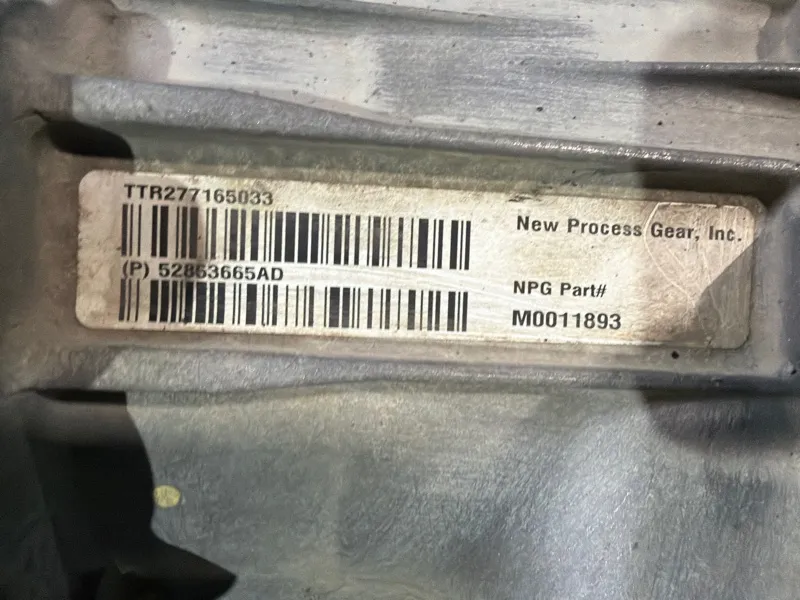 TTR277165033
(P) 52853665AD
New Process Gear, Inc.
NPG Part#
M0011893